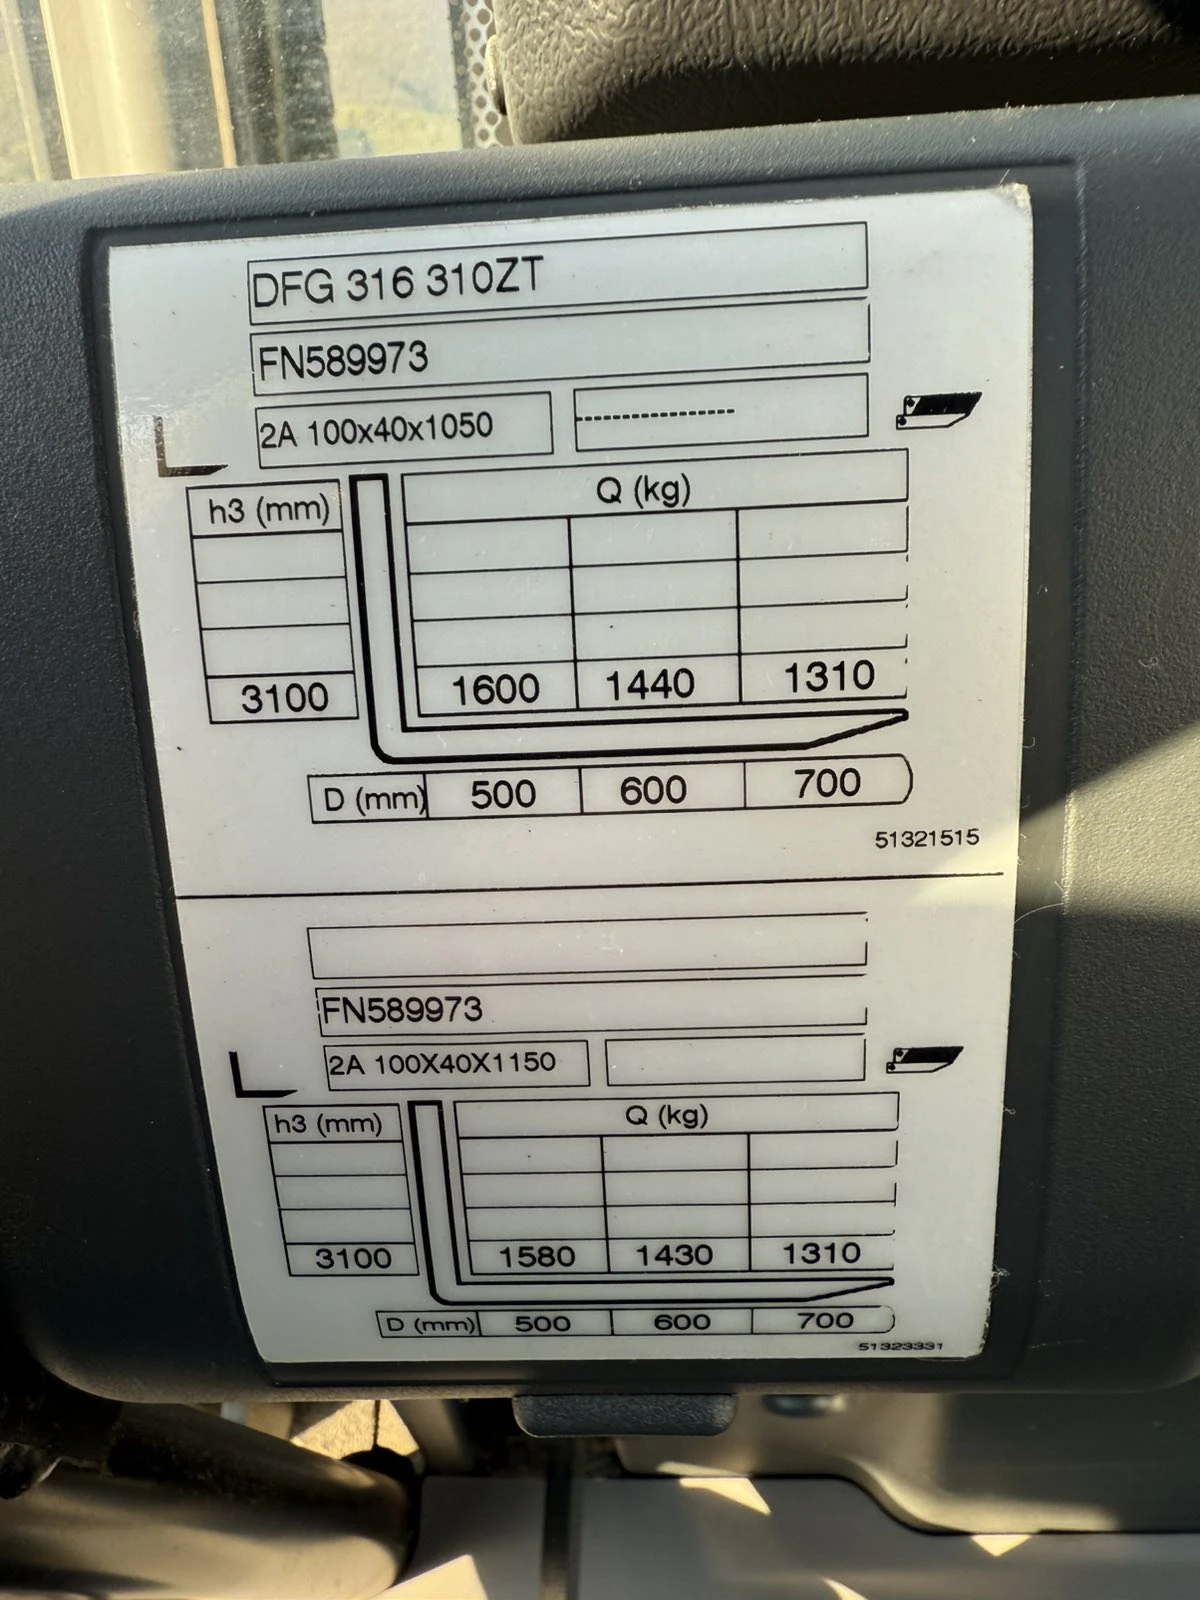 DFG 316 310ZT
FN589973
2A 100x40x1050 ---------------------
h3 (mm) Q (kg)
3100 1600 1440 1310
D (mm) 500 600 700
51321515
FN589973
2A 100X40X1150
h3 (mm) Q (kg)
3100 1580 1430 1310
D (mm) 500 600 700
51323331